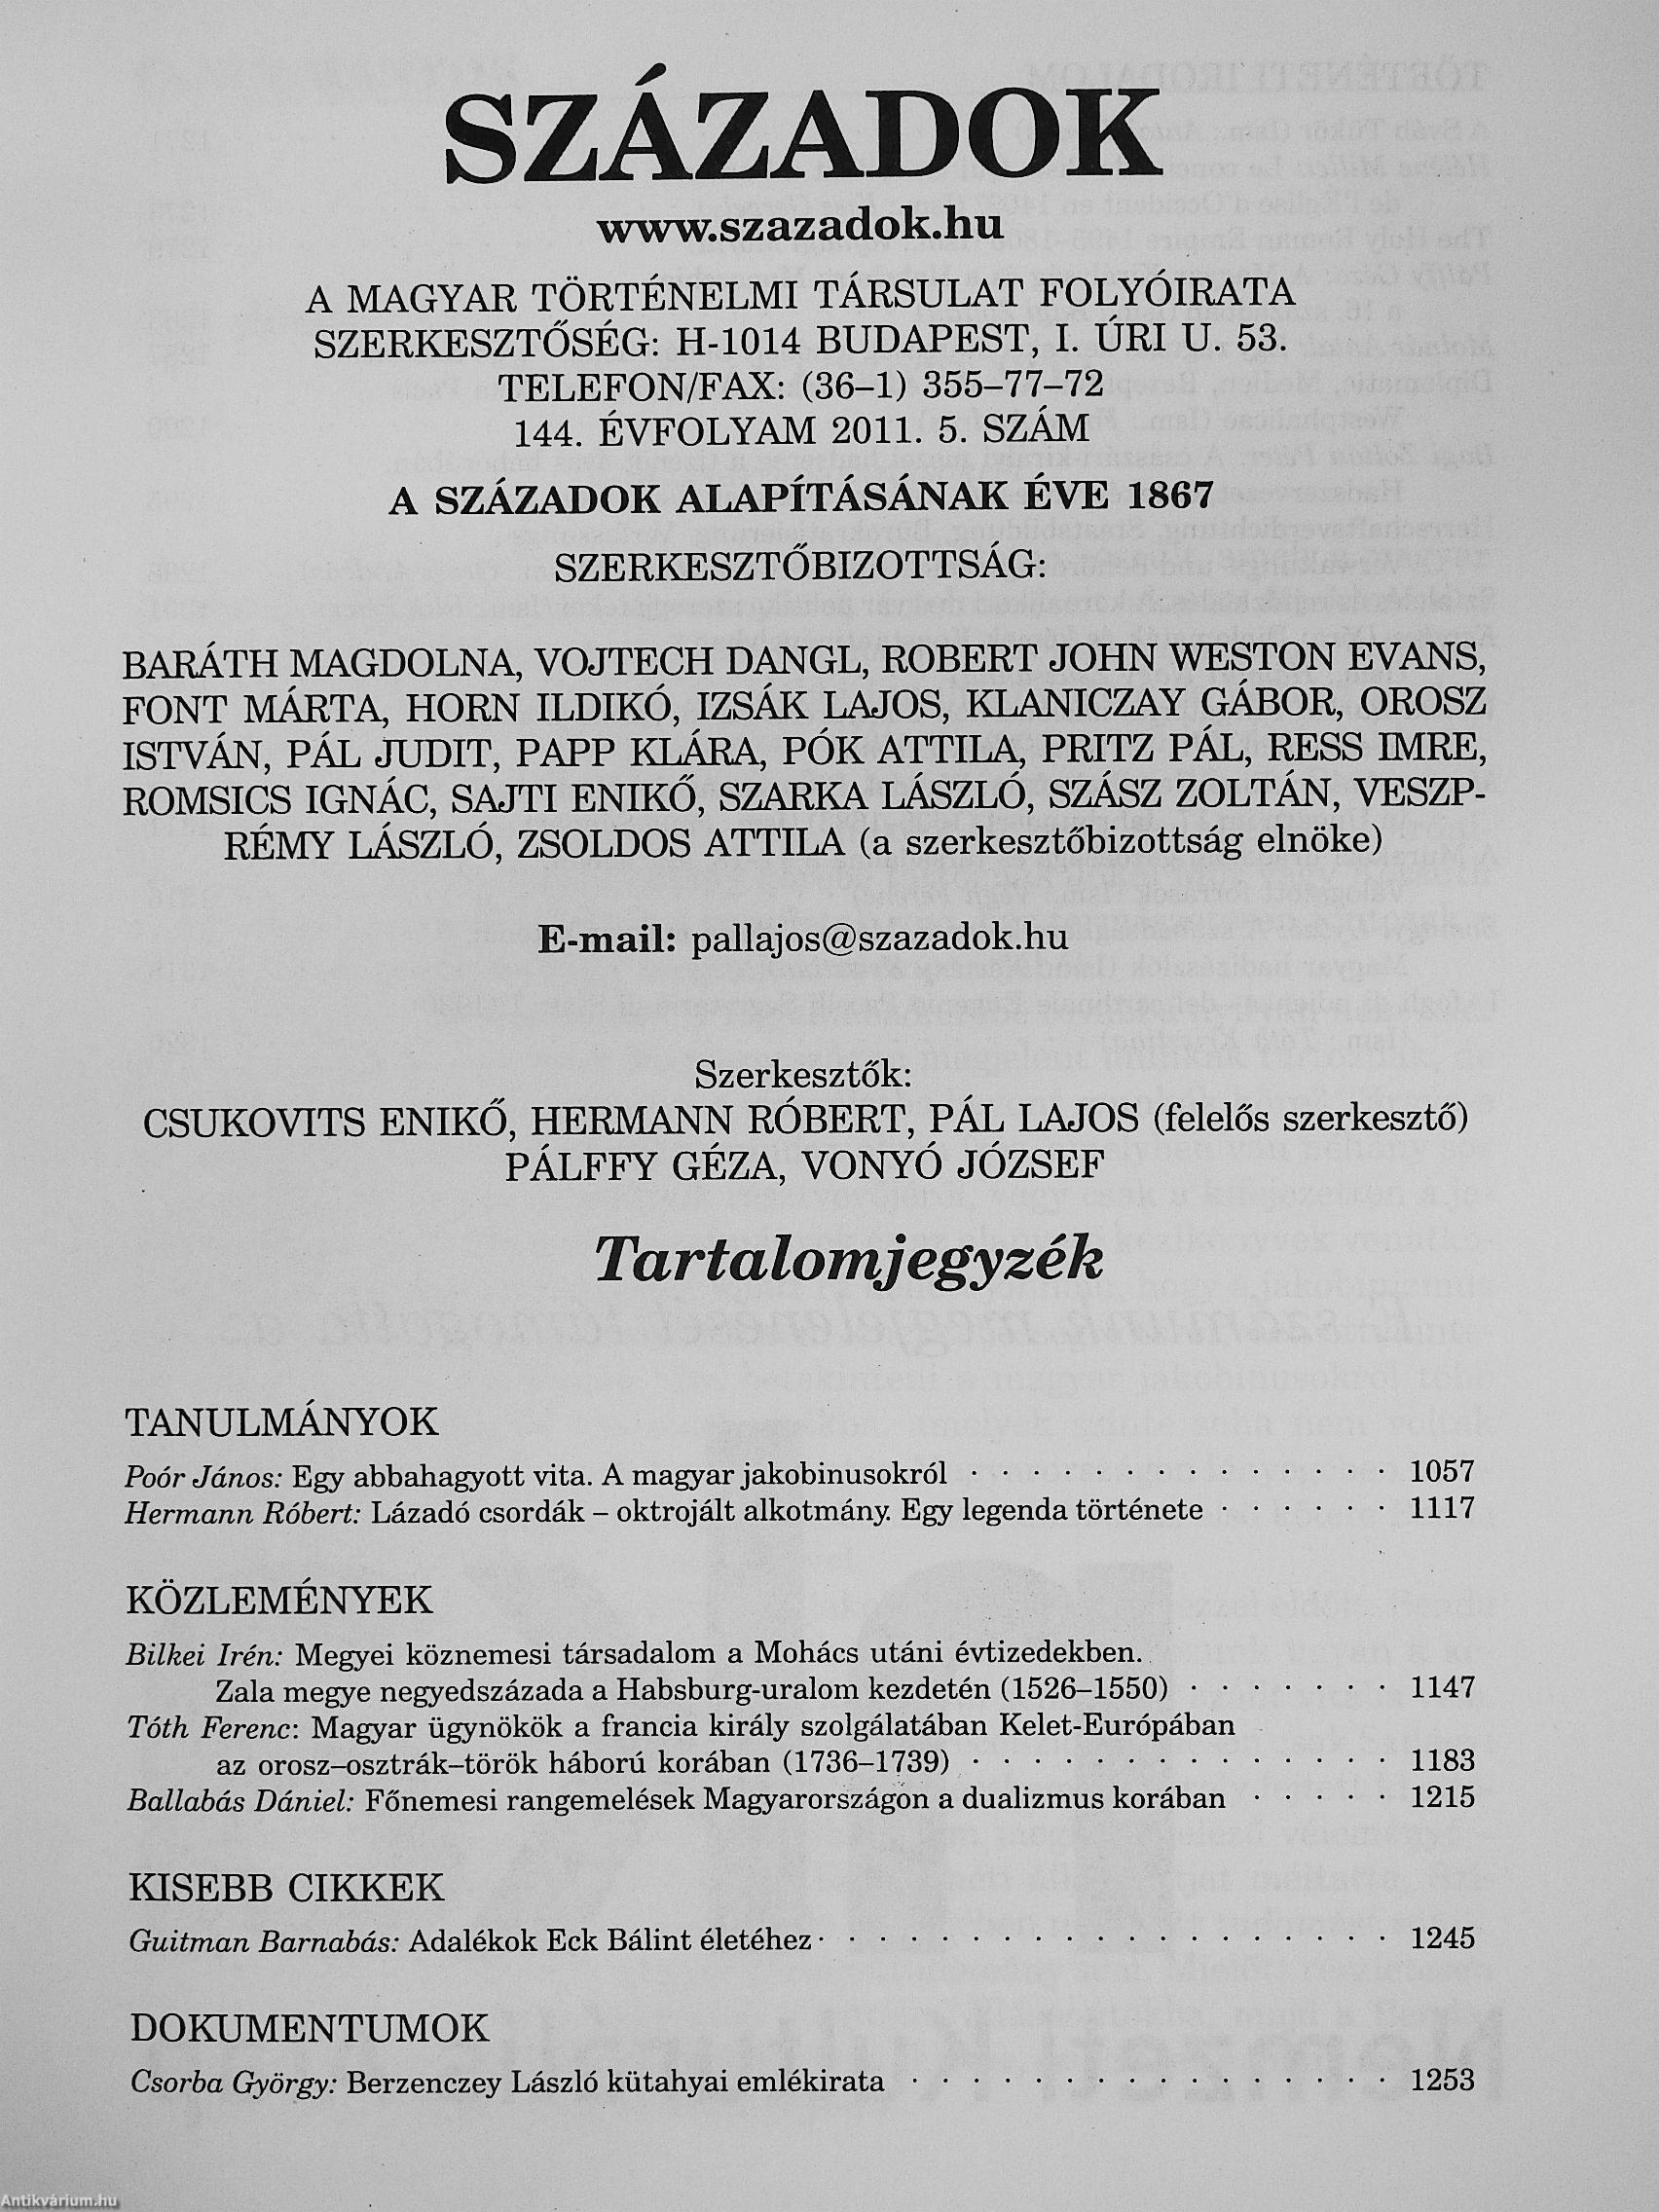 SZÁZADOK
www.szazadok.hu
A MAGYAR TÖRTÉNELMI TÁRSULAT FOLYÓIRATA
SZERKESZTŐSÉG: H-1014 BUDAPEST, I. ÚRI U. 53.
TELEFON/FAX: (36–1) 355–77–72
144. ÉVFOLYAM 2011. 5. SZÁM
A SZÁZADOK ALAPÍTÁSÁNAK ÉVE 1867
SZERKESZTŐBIZOTTSÁG:
BARÁTH MAGDOLNA, VOJTECH DANGL, ROBERT JOHN WESTON EVANS,
FONT MÁRTA, HORN ILDIKÓ, IZSÁK LAJOS, KLANICZAY GÁBOR, OROSZ
ISTVÁN, PÁL JUDIT, PAPP KLÁRA, PÓK ATTILA, PRITZ PÁL, RESS IMRE,
ROMSICS IGNÁC, SAJTI ENIKŐ, SZARKA LÁSZLÓ, SZÁSZ ZOLTÁN, VESZP-
RÉMY LÁSZLÓ, ZSOLDOS ATTILA (a szerkesztőbizottság elnöke)
E-mail: pallajos@szazadok.hu
Szerkesztők:
CSUKOVITS ENIKŐ, HERMANN RÓBERT, PÁL LAJOS (felelős szerkesztő)
PÁLFFY GÉZA, VONYÓ JÓZSEF
Tartalomjegyzék
TANULMÁNYOK
Poór János: Egy abbahagyott vita. A magyar jakobinusokról · · · · · · · · · · · · · · 1057
Hermann Róbert: Lázadó csordák – oktrojált alkotmány. Egy legenda története · · · · · · 1117
KÖZLEMÉNYEK
Bilkei Irén: Megyei köznemesi társadalom a Mohács utáni évtizedekben.
Zala megye negyedszázada a Habsburg-uralom kezdetén (1526–1550) · · · · · · · 1147
Tóth Ferenc: Magyar ügynökök a francia király szolgálatában Kelet-Európában
az orosz–osztrák–török háború korában (1736–1739) · · · · · · · · · · · · · · 1183
Ballabás Dániel: Főnemesi rangemelések Magyarországon a dualizmus korában · · · · · 1215
KISEBB CIKKEK
Guitman Barnabás: Adalékok Eck Bálint életéhez · · · · · · · · · · · · · · · · · · · 1245
DOKUMENTUMOK
Csorba György: Berzenczey László kütahyai emlékirata · · · · · · · · · · · · · · · · 1253
Antikvárium.hu